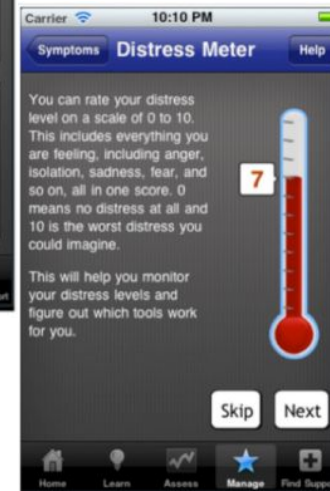 Carrier 10:10 PM
Symptoms Distress Meter Help
You can rate your distress
level on a scale of 0 to 10.
This includes everything you
are feeling, including anger,
isolation, sadness, fear, and
so on, all in one score. 0
means no distress at all and
10 is the worst distress you
could imagine.
7
This will help you monitor
your distress levels and
figure out which tools work
for you.
Skip Next
Home Learn Assess Manage Find Suppo